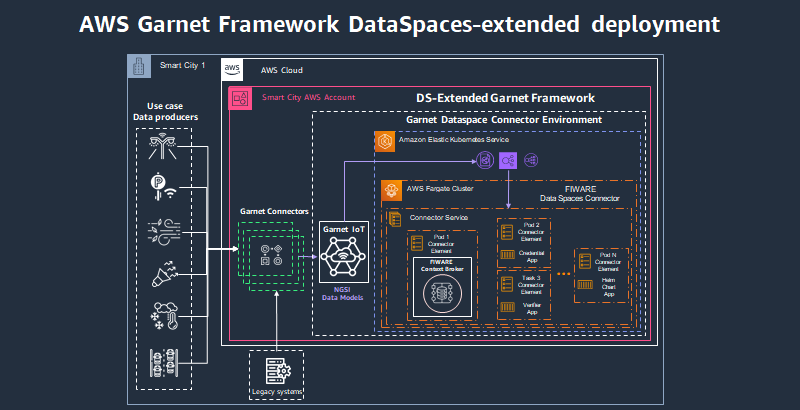 AWS Garnet Framework DataSpaces-extended deployment
Smart City 1
aws
AWS Cloud
Smart City AWS Account
DS-Extended Garnet Framework
Use case
Data producers
Garnet Dataspace Connector Environment
Amazon Elastic Kubernetes Service
AWS Fargate Cluster
FIWARE
Data Spaces Connector
Garnet Connectors
Connector Service
Garnet IoT
Pod 1
Connector
Element
FIWARE
Context Broker
Pod 2
Connector
Element
Credential
App
Task 3
Connector
Element
Verifier
App
Pod N
Connector
Element
Helm
Chart
App
NGSI
Data Models
Legacy systems